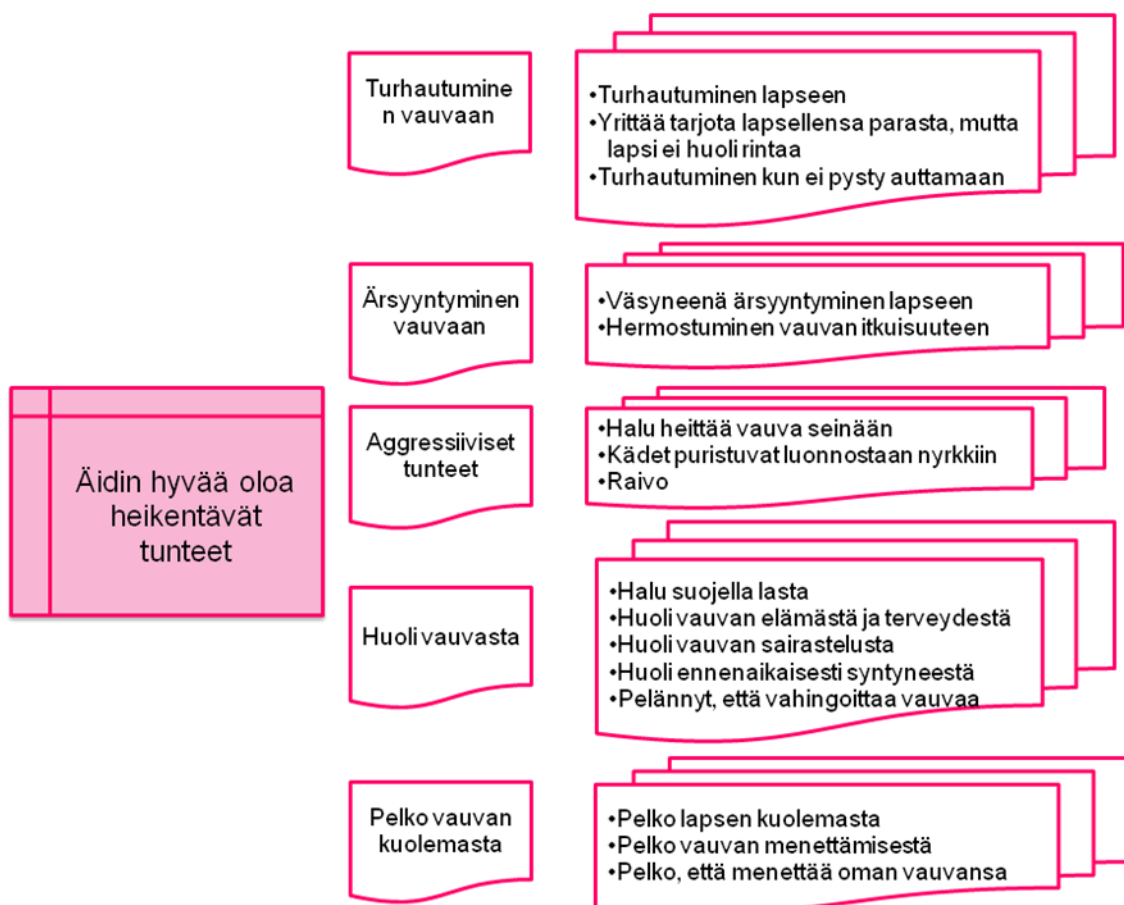 Turhautumine
n vauvaan
•Turhautuminen lapseen
•Yrittää tarjota lapsellensa parasta, mutta
lapsi ei huoli rintaa
•Turhautuminen kun ei pysty auttamaan
Ärsyyntyminen
vauvaan
•Väsyneenä ärsyyntyminen lapseen
•Hermostuminen vauvan itkuisuuteen
Äidin hyvää oloa
heikentävät
tunteet
Aggressiiviset
tunteet
•Halu heittää vauva seinään
•Kädet puristuvat luonnostaan nyrkkiin
•Raivo
Huoli vauvasta
•Halu suojella lasta
•Huoli vauvan elämästä ja terveydestä
•Huoli vauvan sairastelusta
•Huoli ennenaikaisesti syntyneestä
•Pelännyt, että vahingoittaa vauvaa
Pelko vauvan
kuolemasta
•Pelko lapsen kuolemasta
•Pelko vauvan menettämisestä
•Pelko, että menettää oman vauvansa